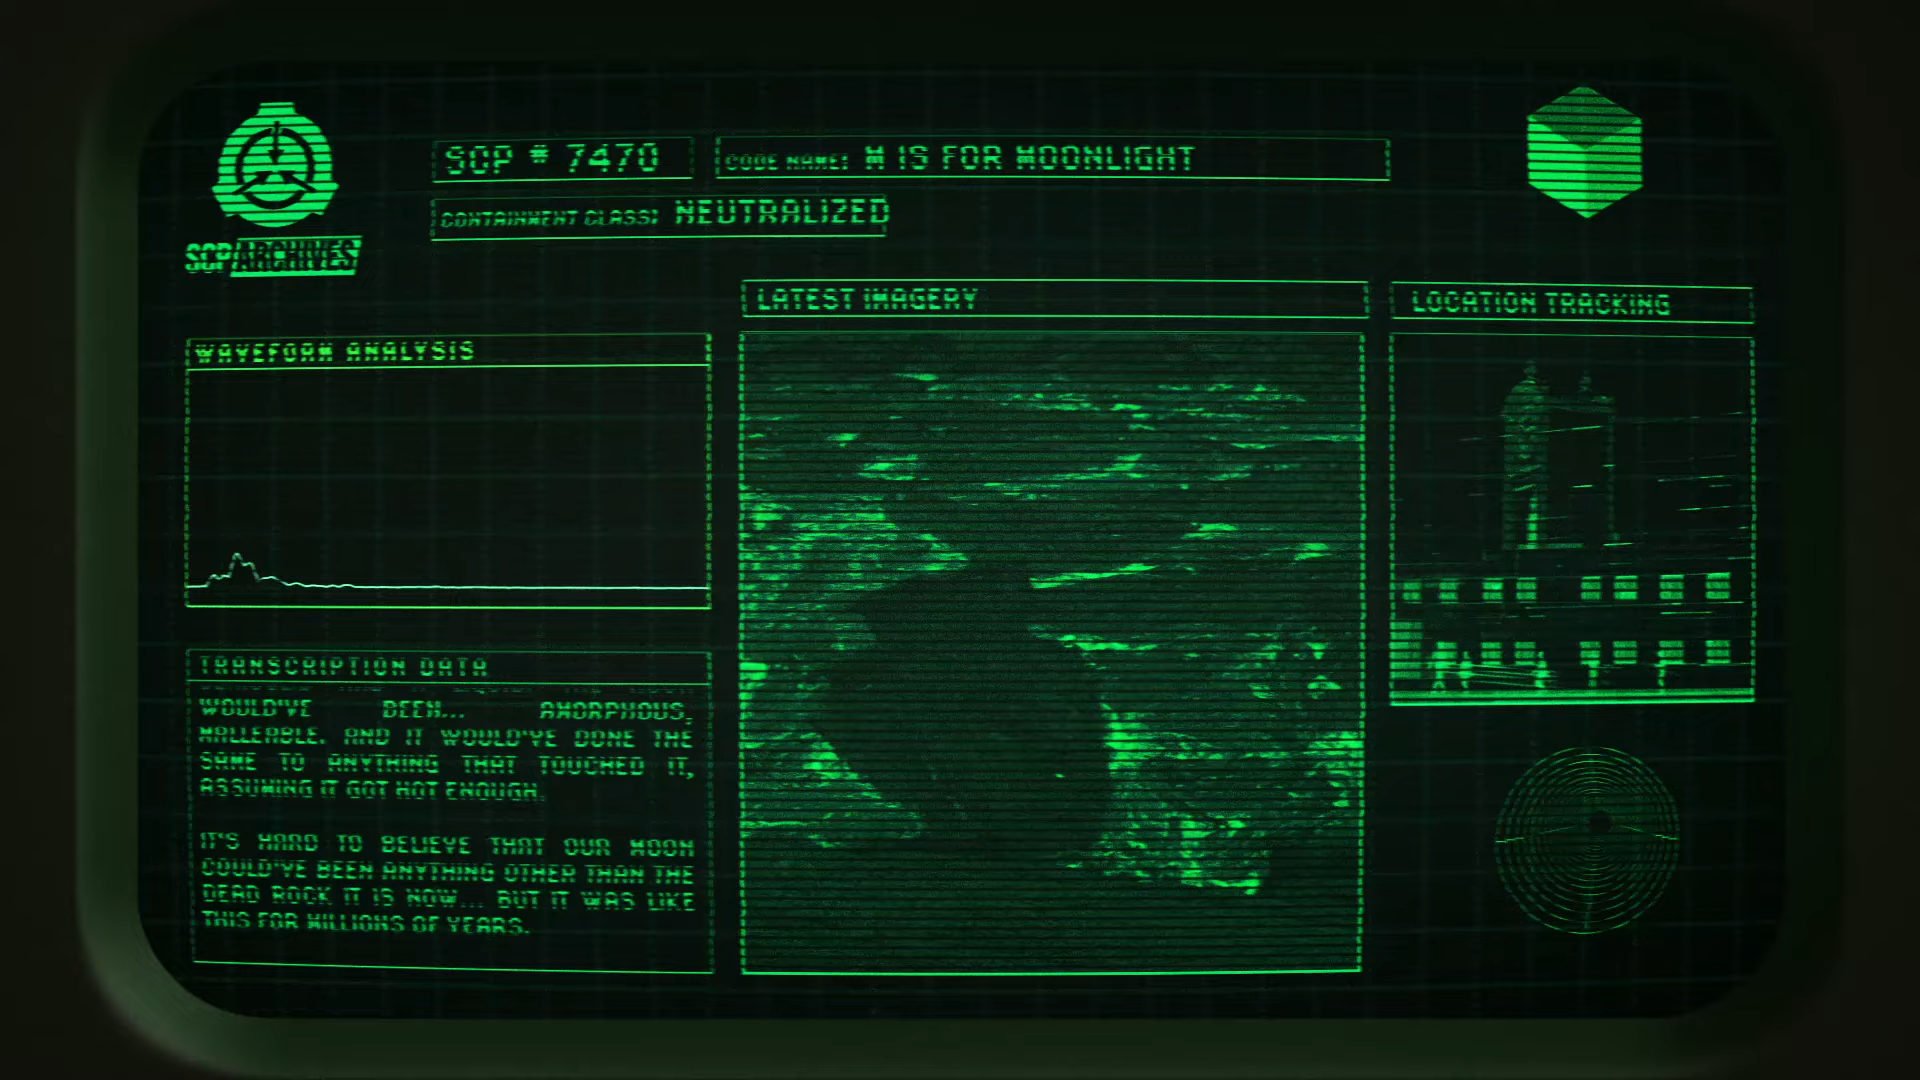 SCP # 7470
CODE NAME: M IS FOR MOONLIGHT
CONTAINMENT CLASS: NEUTRALIZED
SCP ARCHIVES
LATEST IMAGERY
LOCATION TRACKING
WAVEFORM ANALYSIS
TRANSCRIPTION DATA
WOULD'VE BEEN... AMORPHOUS,
MALLEABLE. AND IT WOULD'VE DONE THE
SAME TO ANYTHING THAT TOUCHED IT,
ASSUMING IT GOT HOT ENOUGH.
IT'S HARD TO BELIEVE THAT OUR MOON
COULD'VE BEEN ANYTHING OTHER THAN THE
DEAD ROCK IT IS NOW... BUT IT WAS LIKE
THIS FOR MILLIONS OF YEARS.